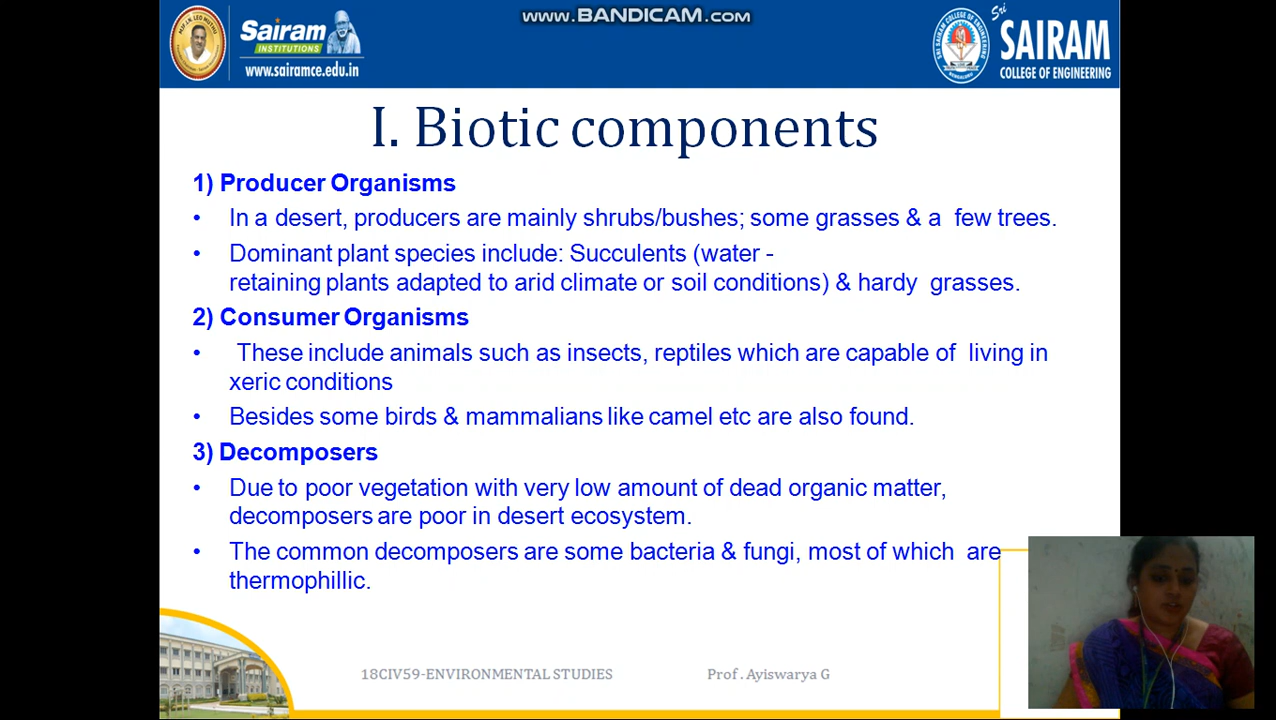 www.BANDICAM.com
Sairam
INSTITUTIONS
www.sairamce.edu.in
Sri
SAIRAM
COLLEGE OF ENGINEERING
I. Biotic components
1) Producer Organisms
• In a desert, producers are mainly shrubs/bushes; some grasses & a few trees.
• Dominant plant species include: Succulents (water -
retaining plants adapted to arid climate or soil conditions) & hardy grasses.
2) Consumer Organisms
• These include animals such as insects, reptiles which are capable of living in
xeric conditions
• Besides some birds & mammalians like camel etc are also found.
3) Decomposers
• Due to poor vegetation with very low amount of dead organic matter,
decomposers are poor in desert ecosystem.
• The common decomposers are some bacteria & fungi, most of which are
thermophillic.
18CIV59-ENVIRONMENTAL STUDIES
Prof . Ayiswarya G